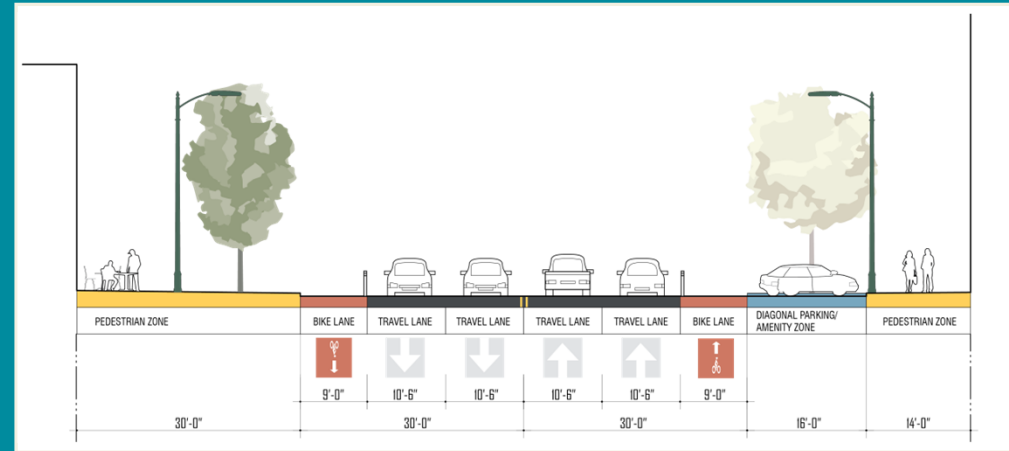 PEDESTRIAN ZONE
BIKE LANE
TRAVEL LANE
TRAVEL LANE
TRAVEL LANE
TRAVEL LANE
BIKE LANE
DIAGONAL PARKING/
AMENITY ZONE
PEDESTRIAN ZONE
9'-0"
10'-6"
10'-6"
10'-6"
10'-6"
9'-0"
30'-0"
30'-0"
30'-0"
16'-0"
14'-0"